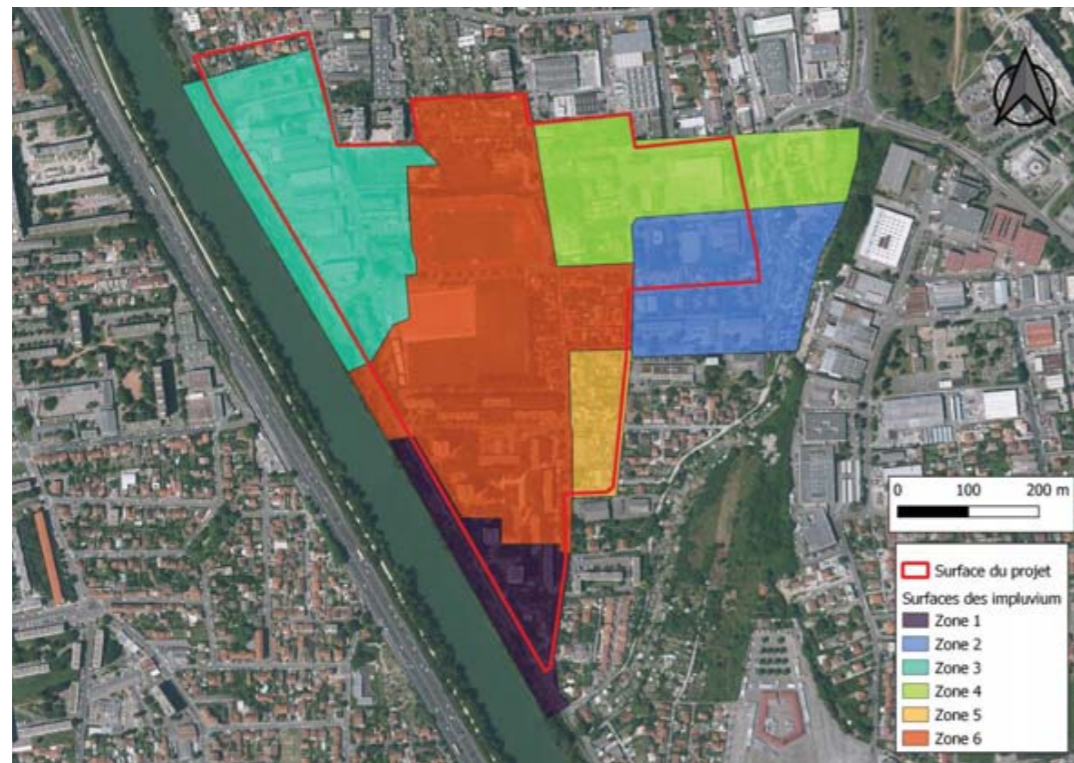 0 100 200 m
Surface du projet
Surfaces des impluvium
Zone 1
Zone 2
Zone 3
Zone 4
Zone 5
Zone 6